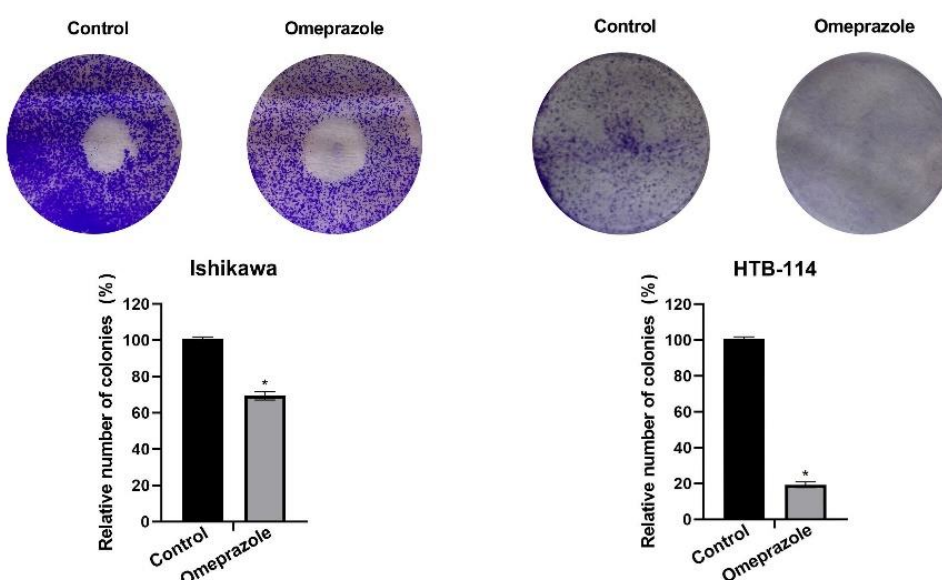 Control
Omeprazole
Control
Omeprazole
Ishikawa
Relative number of colonies (%)
120
100
80
60
40
20
0
*
Control
Omeprazole
HTB-114
Relative number of colonies (%)
120
100
80
60
40
20
0
*
Control
Omeprazole